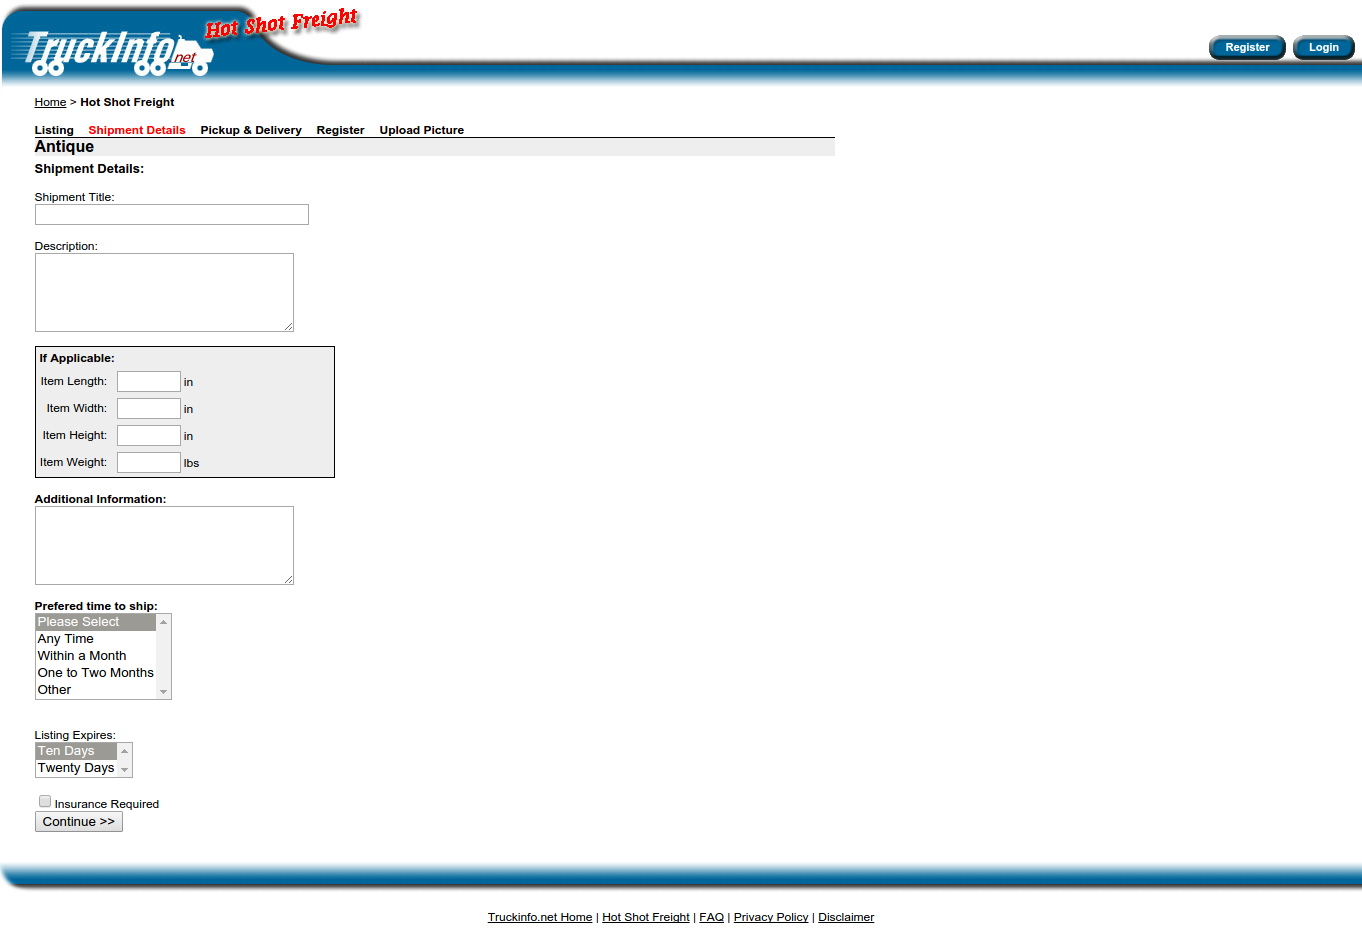 Hot Shot Freight
TruckInfo.net
Register Login
Home > Hot Shot Freight
Listing Shipment Details Pickup & Delivery Register Upload Picture
Antique
Shipment Details:
Shipment Title:
Description:
If Applicable:
Item Length: in
Item Width: in
Item Height: in
Item Weight: lbs
Additional Information:
Prefered time to ship:
Please Select
Any Time
Within a Month
One to Two Months
Other
Listing Expires:
Ten Days
Twenty Days
Insurance Required
Continue >>
Truckinfo.net Home | Hot Shot Freight | FAQ | Privacy Policy | Disclaimer